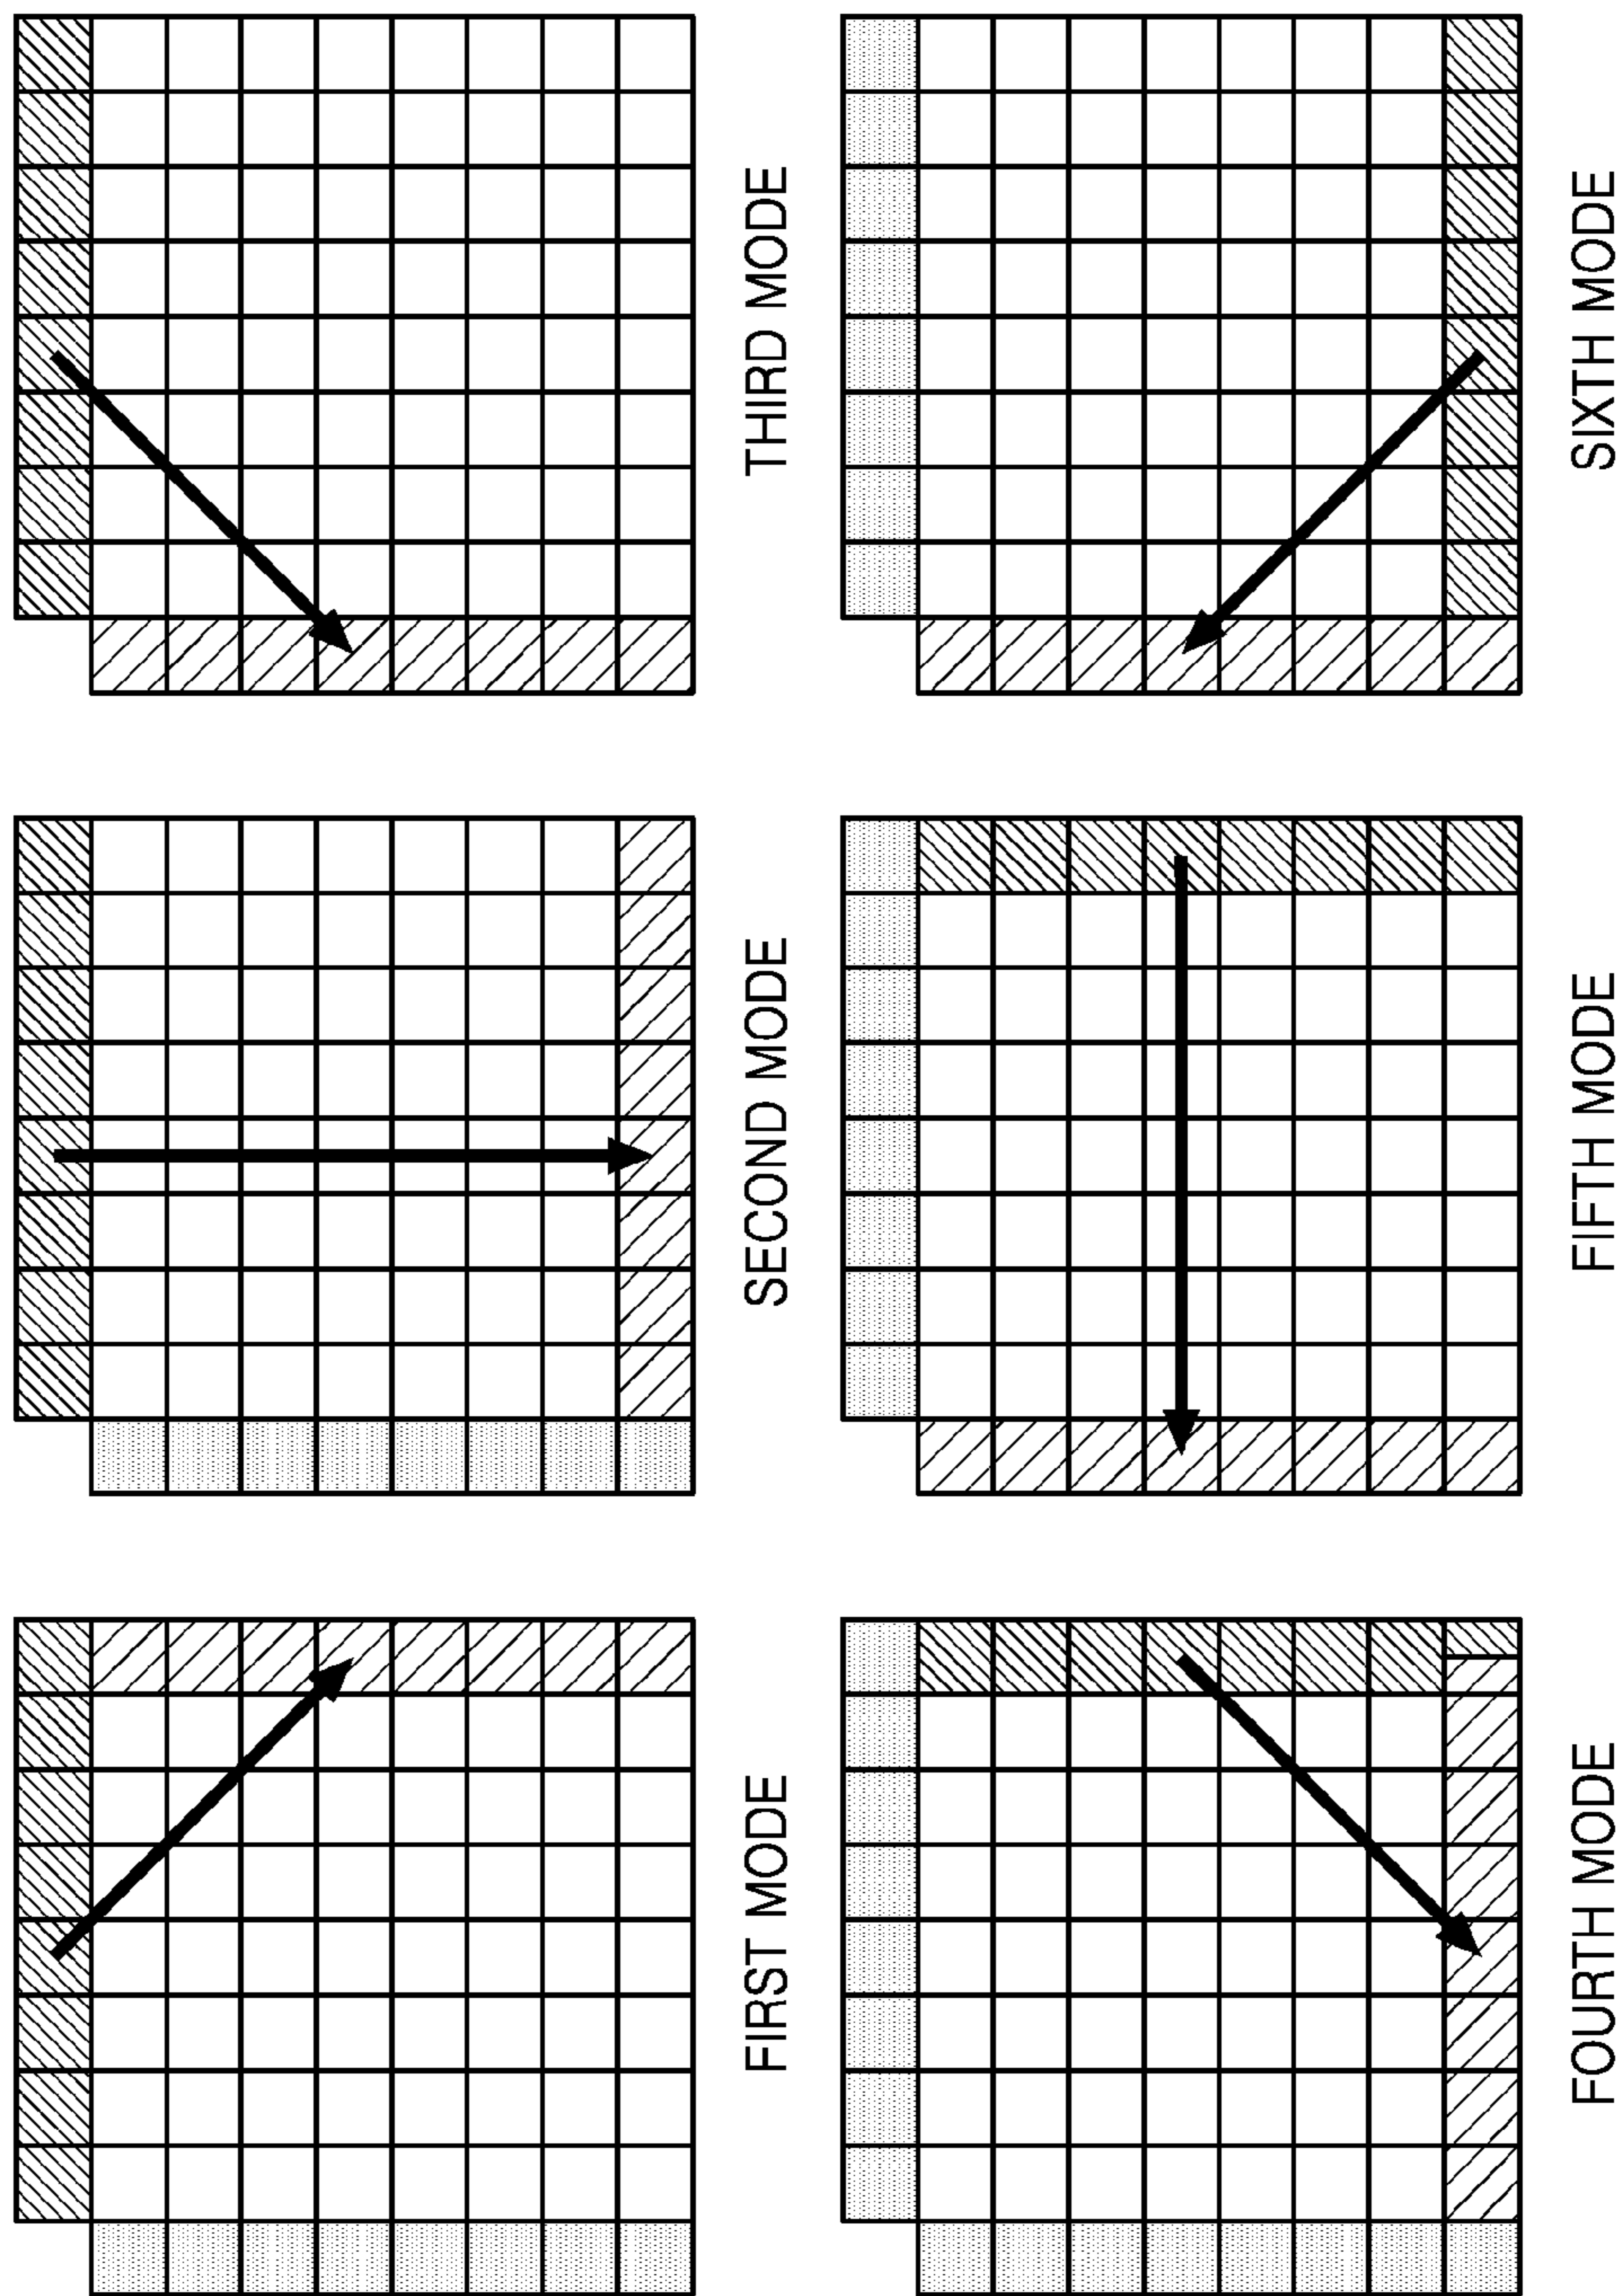 FIRST MODE
SECOND MODE
THIRD MODE
FOURTH MODE
FIFTH MODE
SIXTH MODE